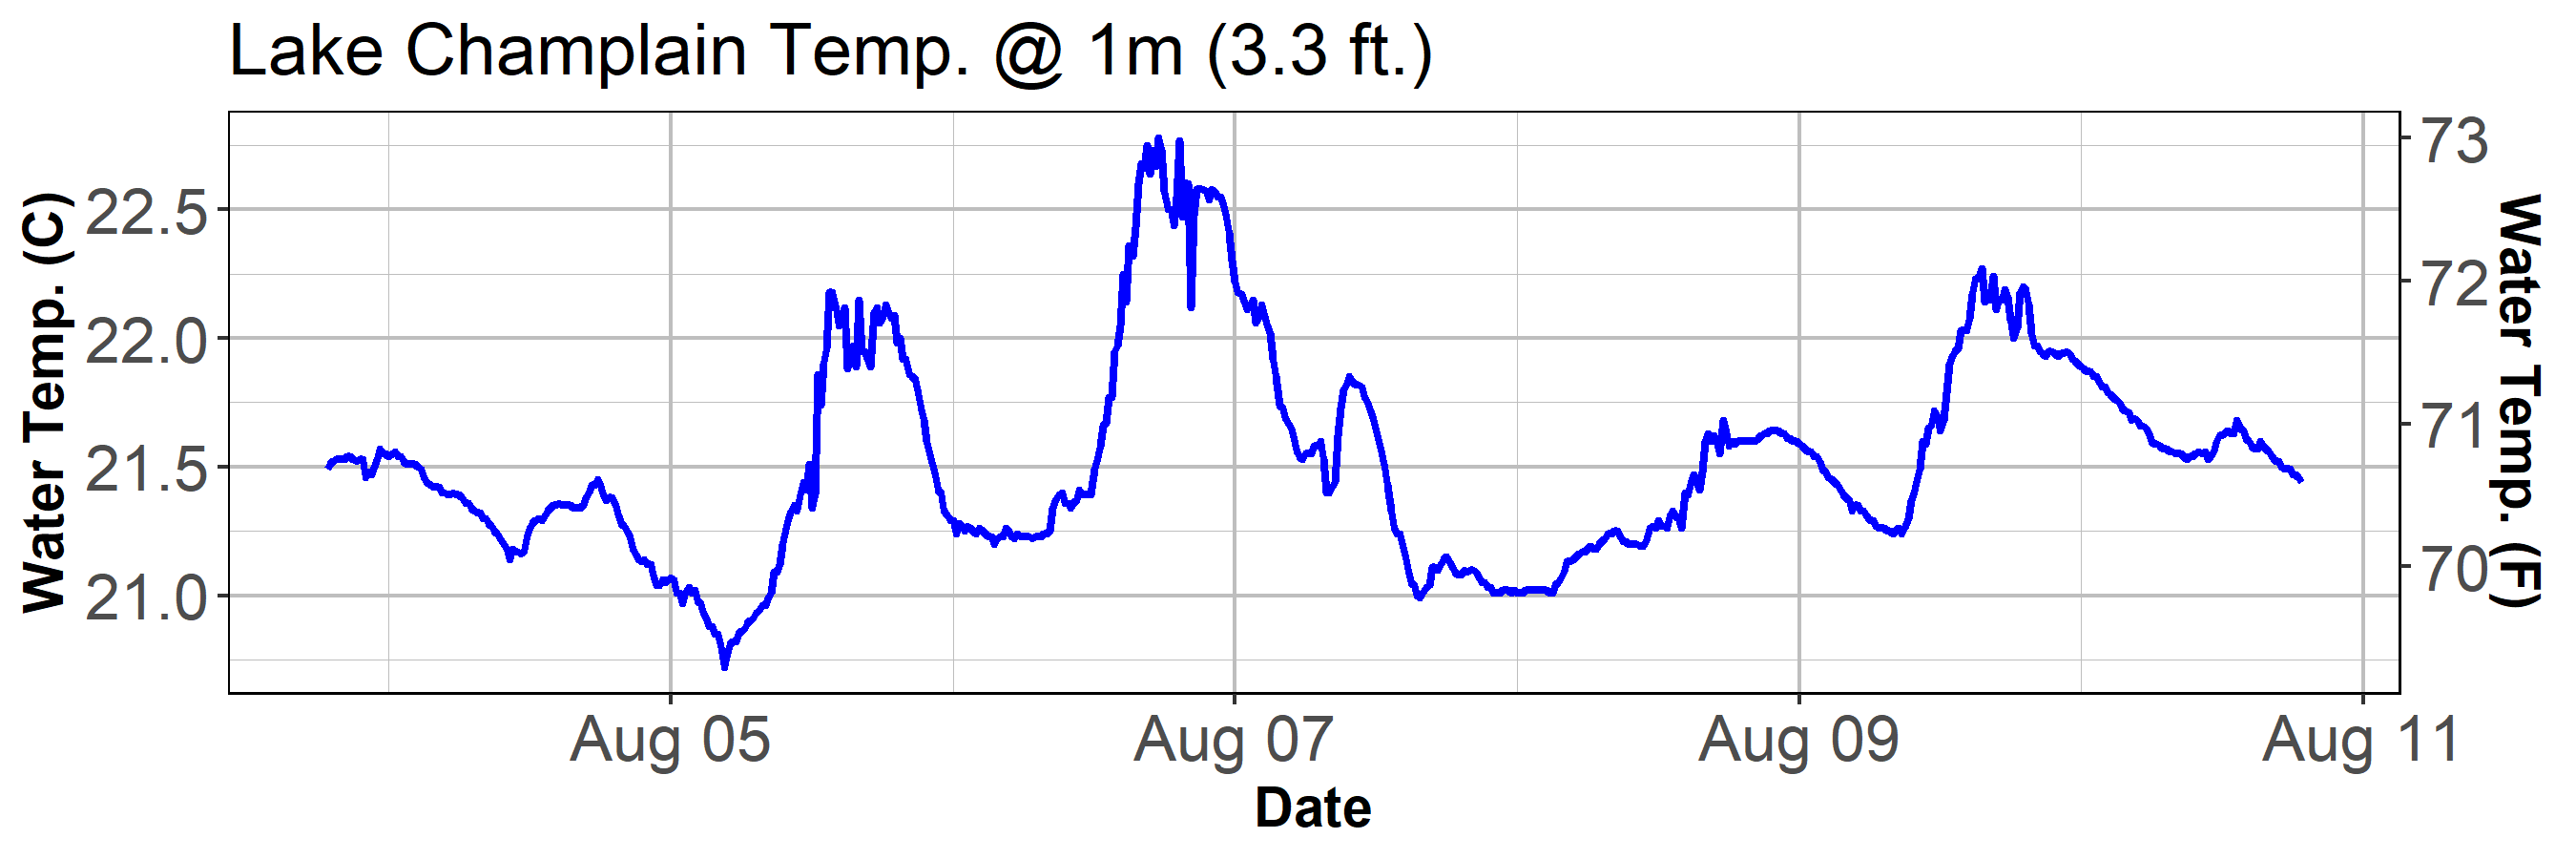 Lake Champlain Temp. @ 1m (3.3 ft.)
Water Temp. (C)
22.5
22.0
21.5
21.0
73
72
71
70
Water Temp. (F)
Aug 05
Aug 07
Aug 09
Aug 11
Date